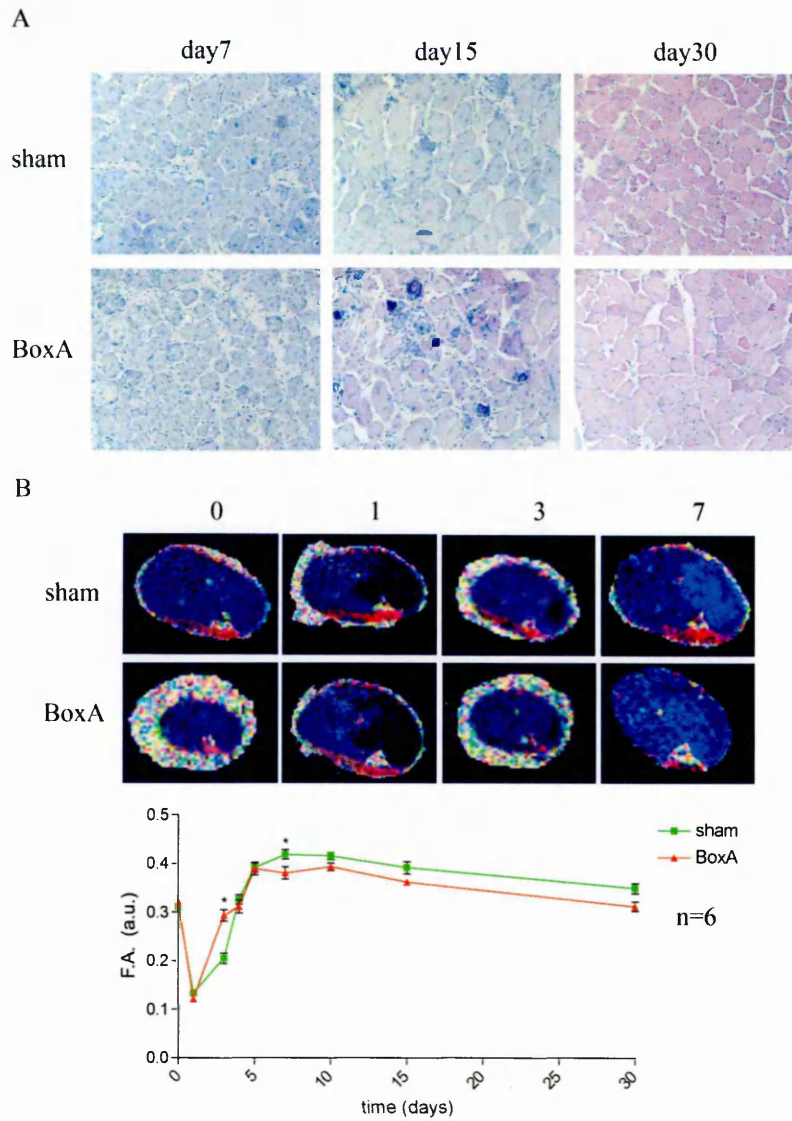 A
day7 day15 day30
sham
BoxA
B
0 1 3 7
sham
BoxA
0.5
0.4
0.3
0.2
0.1
0.0
F.A. (a.u.)
* *
sham
BoxA
n=6
0 5 10 15 20 25 30
time (days)